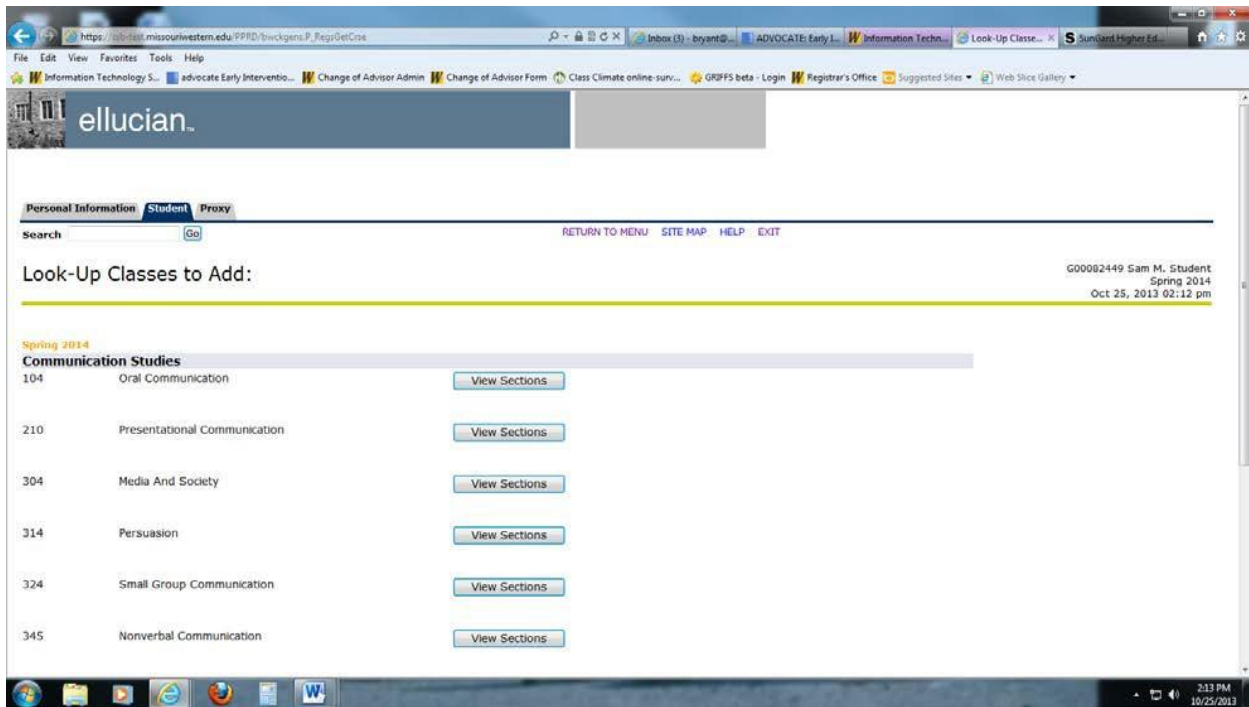 https://ssb-test.missouriwestern.edu/PPRD/bwckgens.P_RegsGetCrse
Inbox (3) - bryant@...
ADVOCATE: Early I...
Information Techn...
Look-Up Classe...
SunGard Higher Ed...
File Edit View Favorites Tools Help
Information Technology S... advocate Early Interventio... Change of Advisor Admin Change of Advisor Form Class Climate online-surv... GRIFFS beta - Login Registrar's Office Suggested Sites Web Slice Gallery
ellucian™
Personal Information Student Proxy
Search Go RETURN TO MENU SITE MAP HELP EXIT
Look-Up Classes to Add:
G00082449 Sam M. Student
Spring 2014
Oct 25, 2013 02:12 pm
Spring 2014
Communication Studies
104 Oral Communication View Sections
210 Presentational Communication View Sections
304 Media And Society View Sections
314 Persuasion View Sections
324 Small Group Communication View Sections
345 Nonverbal Communication View Sections
2:13 PM
10/25/2013